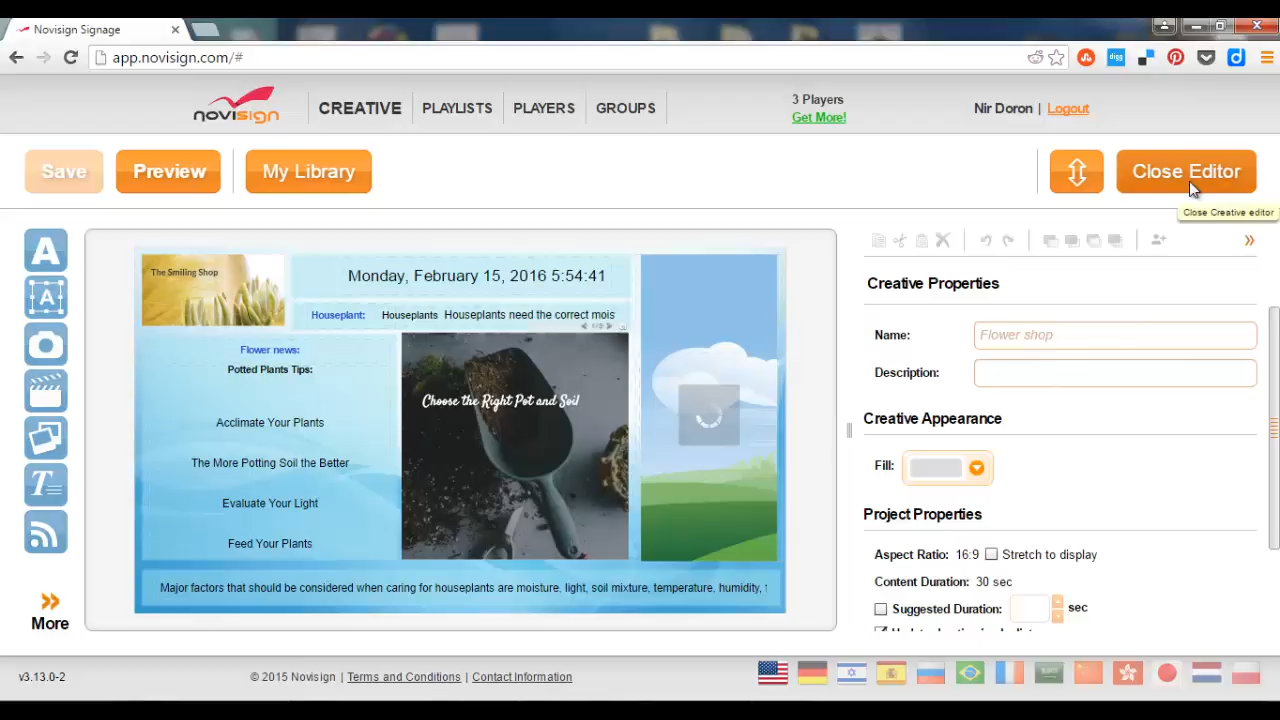 Novisign Signage
app.novisign.com/#
digg
novisign
CREATIVE
PLAYLISTS
PLAYERS
GROUPS
3 Players
Get More!
Nir Doron | Logout
Save
Preview
My Library
Close Editor
Close Creative editor
The Smiling Shop
Monday, February 15, 2016 5:54:41
Houseplant: Houseplants Houseplants need the correct mois
Flower news:
Potted Plants Tips:
Acclimate Your Plants
The More Potting Soil the Better
Evaluate Your Light
Feed Your Plants
Choose the Right Pot and Soil
Major factors that should be considered when caring for houseplants are moisture, light, soil mixture, temperature, humidity,
More
Creative Properties
Name: Flower shop
Description:
Creative Appearance
Fill:
Project Properties
Aspect Ratio: 16:9 Stretch to display
Content Duration: 30 sec
Suggested Duration: sec
v3.13.0-2
© 2015 Novisign | Terms and Conditions | Contact Information